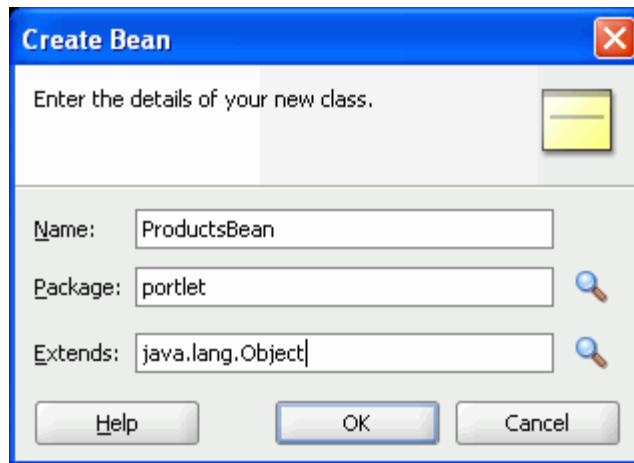 Create Bean
Enter the details of your new class.
Name: ProductsBean
Package: portlet
Extends: java.lang.Object
Help OK Cancel